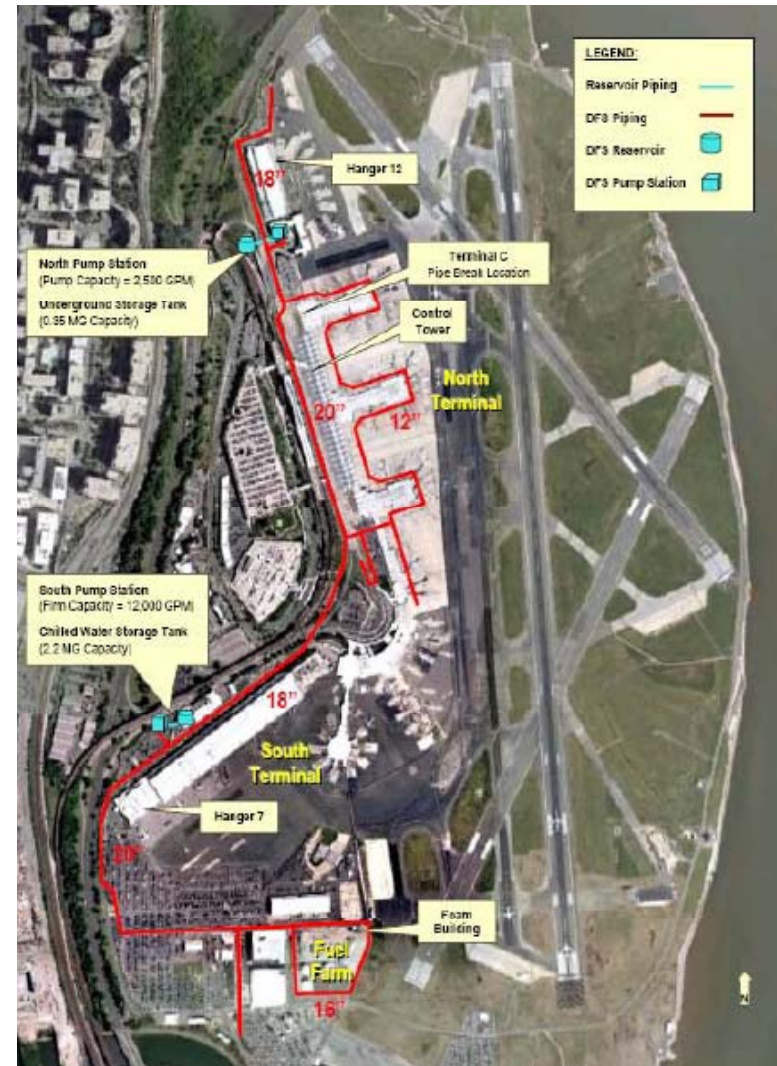 LEGEND:
Reservoir Piping
DFS Piping
DFS Reservoir
DFS Pump Station
Hanger 12
18"
North Pump Station
(Pump Capacity = 2,500 GPM)
Underground Storage Tank
(0.35 MG Capacity)
Terminal C
Pipe Break Location
Control
Tower
North
Terminal
20"
12"
South Pump Station
(Firm Capacity = 12,000 GPM)
Chilled Water Storage Tank
(2.2 MG Capacity)
18"
South
Terminal
Hanger 7
20"
Foam
Building
Fuel
Farm
16"
N